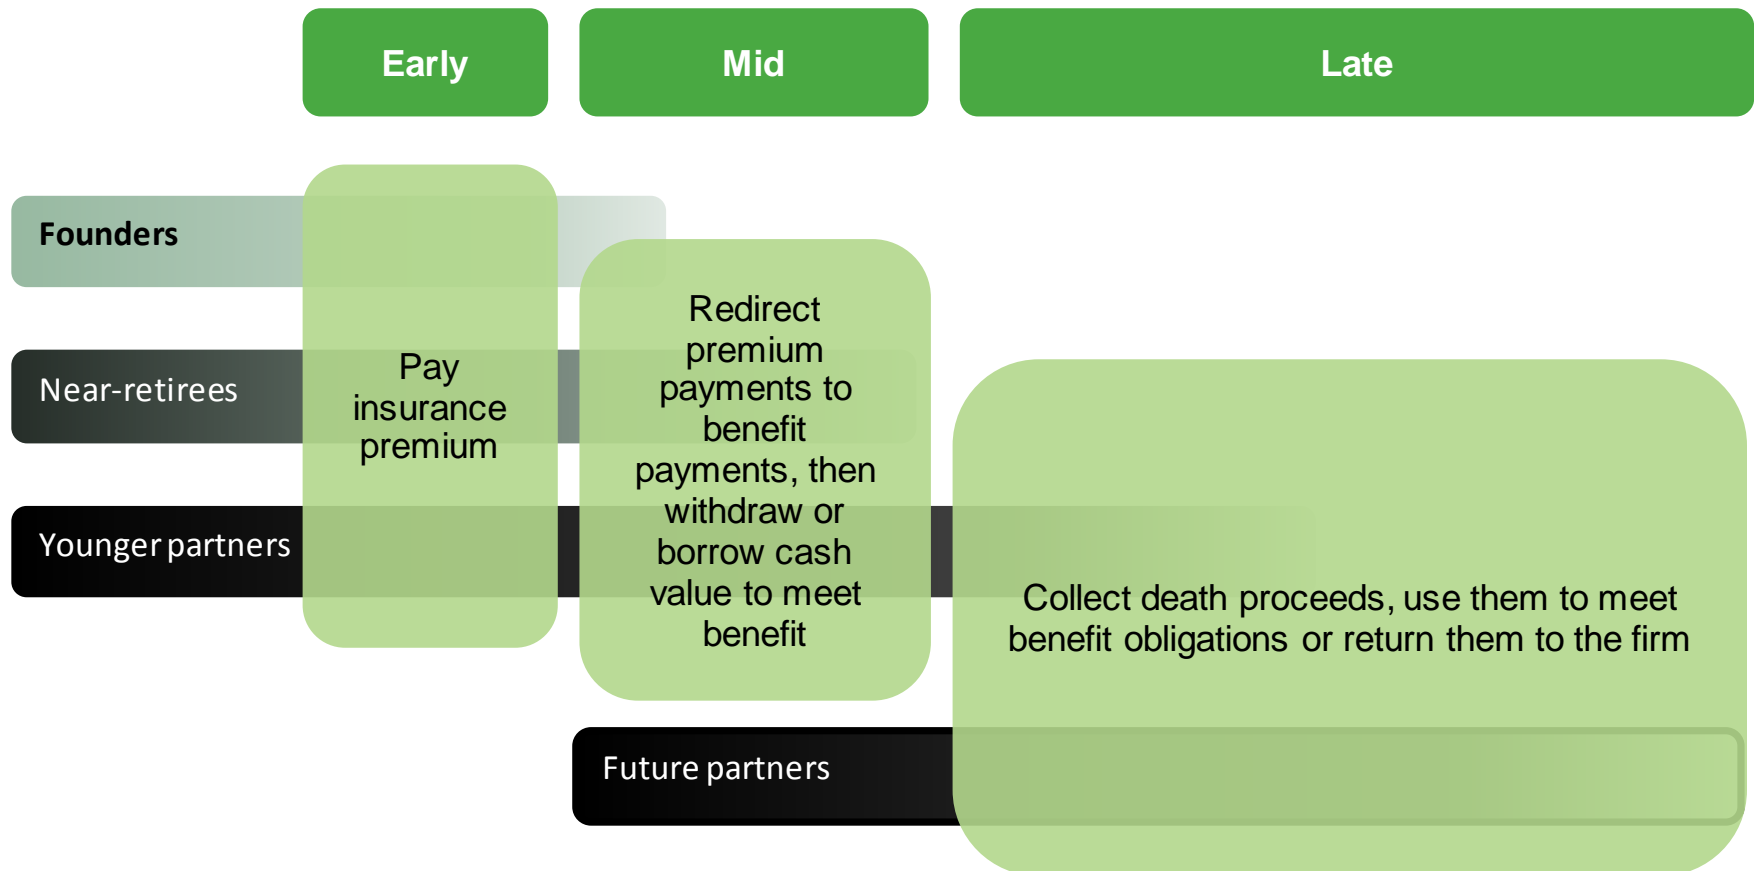 Early
Mid
Late
Founders
Near-retirees
Younger partners
Pay
insurance
premium
Redirect
premium
payments to
benefit
payments, then
withdraw or
borrow cash
value to meet
benefit
Collect death proceeds, use them to meet
benefit obligations or return them to the firm
Future partners